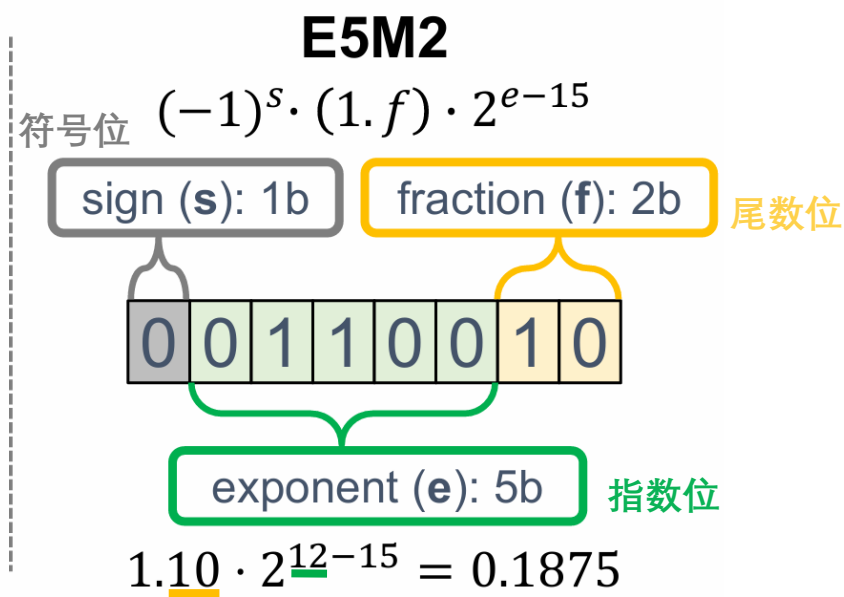 E5M2
(−1)^s · (1.f) · 2^{e−15}
符号位
sign (s): 1b
fraction (f): 2b
尾数位
0 0 1 1 0 0 1 0
exponent (e): 5b
指数位
1.10 · 2^{12−15} = 0.1875